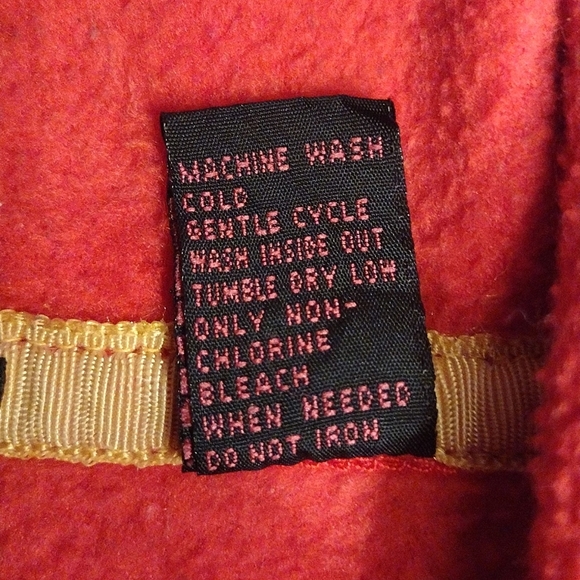 MACHINE WASH
COLD
GENTLE CYCLE
WASH INSIDE OUT
TUMBLE DRY LOW
ONLY NON-
CHLORINE
BLEACH
WHEN NEEDED
DO NOT IRON